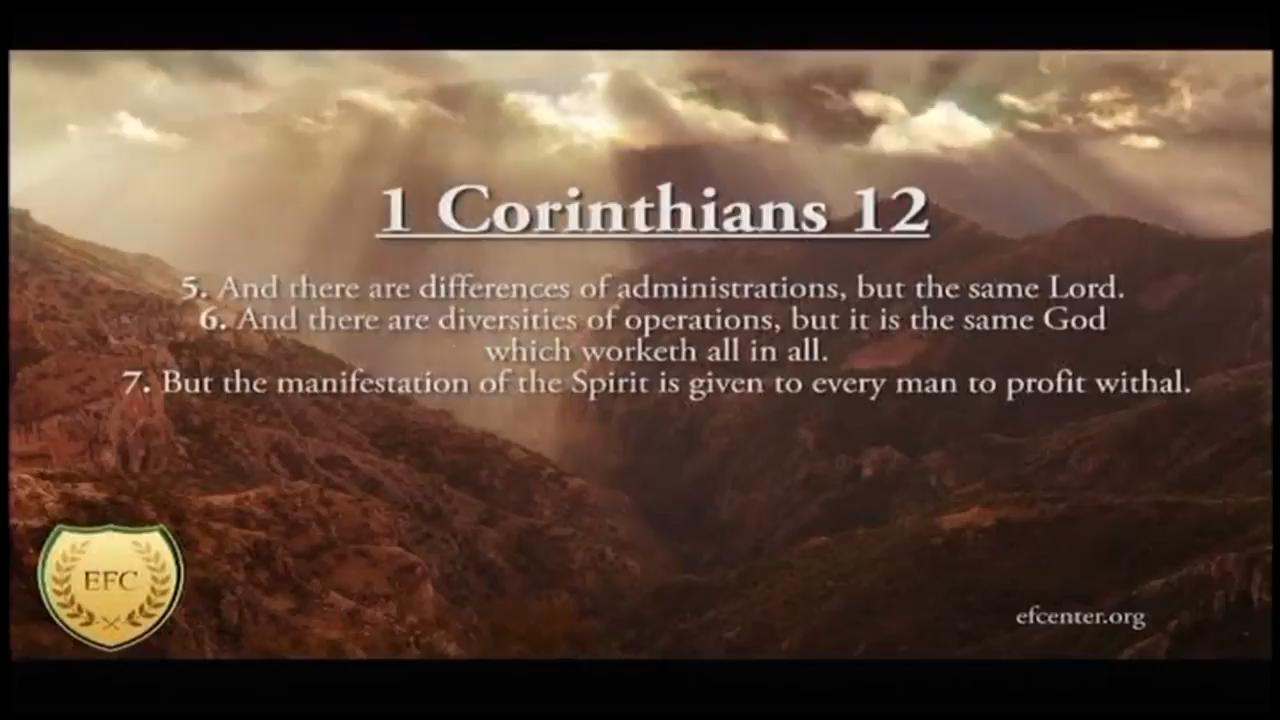 1 Corinthians 12
5. And there are differences of administrations, but the same Lord.
6. And there are diversities of operations, but it is the same God
which worketh all in all.
7. But the manifestation of the Spirit is given to every man to profit withal.
EFC
efcenter.org